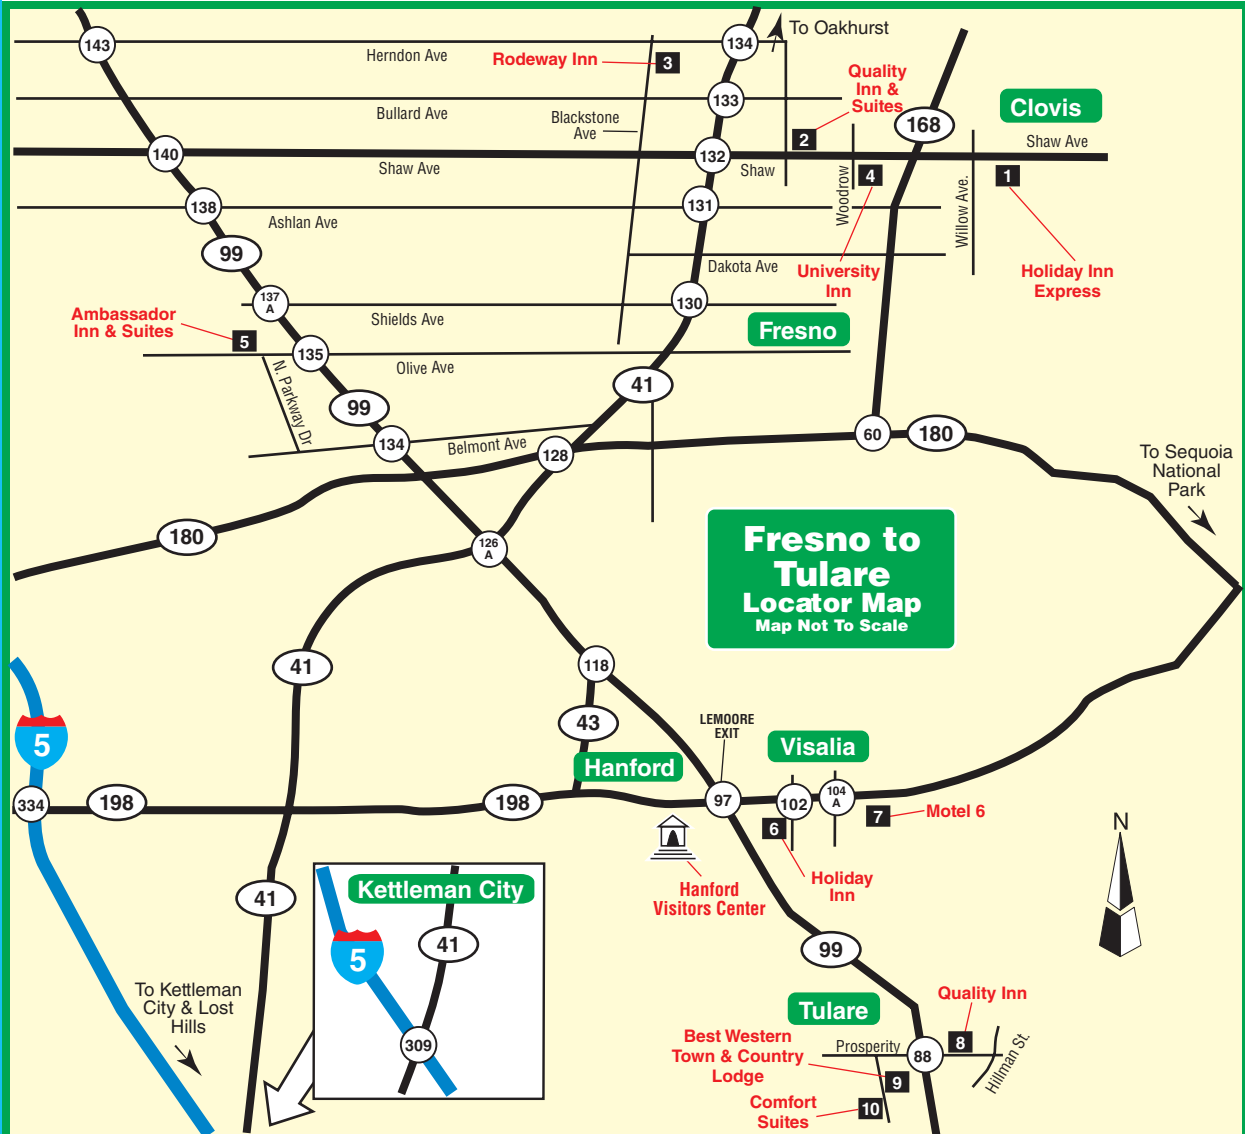 143
134
To Oakhurst
Herndon Ave
Rodeway Inn
3
Quality
Inn &
Suites
133
Bullard Ave
Blackstone
Ave
168
Clovis
2
140
Shaw Ave
132
Shaw
Shaw Ave
4
1
Woodrow
Willow Ave.
138
Ashlan Ave
131
99
Dakota Ave
University
Inn
Holiday Inn
Express
137
A
130
Shields Ave
Ambassador
Inn & Suites
5
Fresno
135
Olive Ave
N. Parkway Dr
41
99
134
Belmont Ave
128
60
180
To Sequoia
National
Park
180
126
A
Fresno to
Tulare
Locator Map
Map Not To Scale
41
118
43
LEMOORE
EXIT
5
Hanford
Visalia
334
198
198
97
102
104
A
6
7
Motel 6
N
Hanford
Visitors Center
Holiday
Inn
41
Kettleman City
41
5
309
99
To Kettleman
City & Lost
Hills
Tulare
Quality Inn
8
Prosperity
88
Hillman St.
Best Western
Town & Country
Lodge
9
Comfort
Suites
10